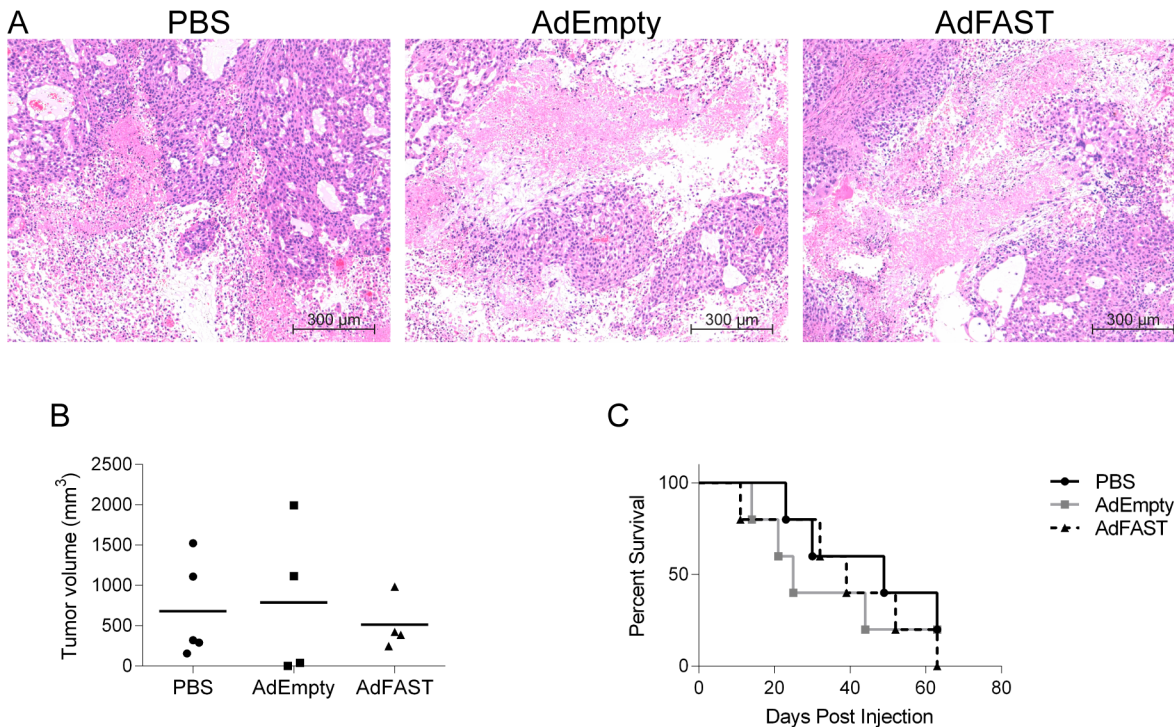 A
PBS
AdEmpty
AdFAST
300 µm
300 µm
300 µm
B
Tumor volume (mm³)
2500
2000
1500
1000
500
0
PBS
AdEmpty
AdFAST
C
Percent Survival
100
50
0
0
20
40
60
80
Days Post Injection
PBS
AdEmpty
AdFAST